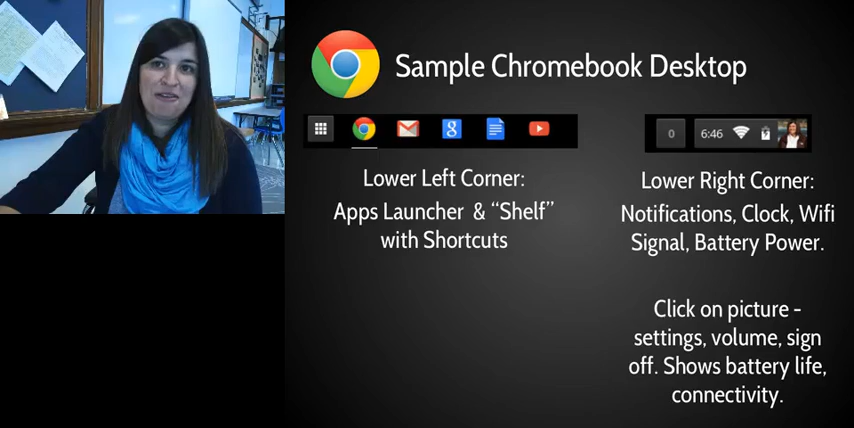 Sample Chromebook Desktop
0
6:46
Lower Left Corner:
Apps Launcher & “Shelf”
with Shortcuts
Lower Right Corner:
Notifications, Clock, Wifi
Signal, Battery Power.
Click on picture -
settings, volume, sign
off. Shows battery life,
connectivity.